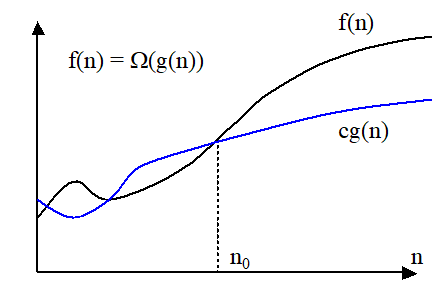 f(n)
f(n) = Ω(g(n))
cg(n)
n₀
n